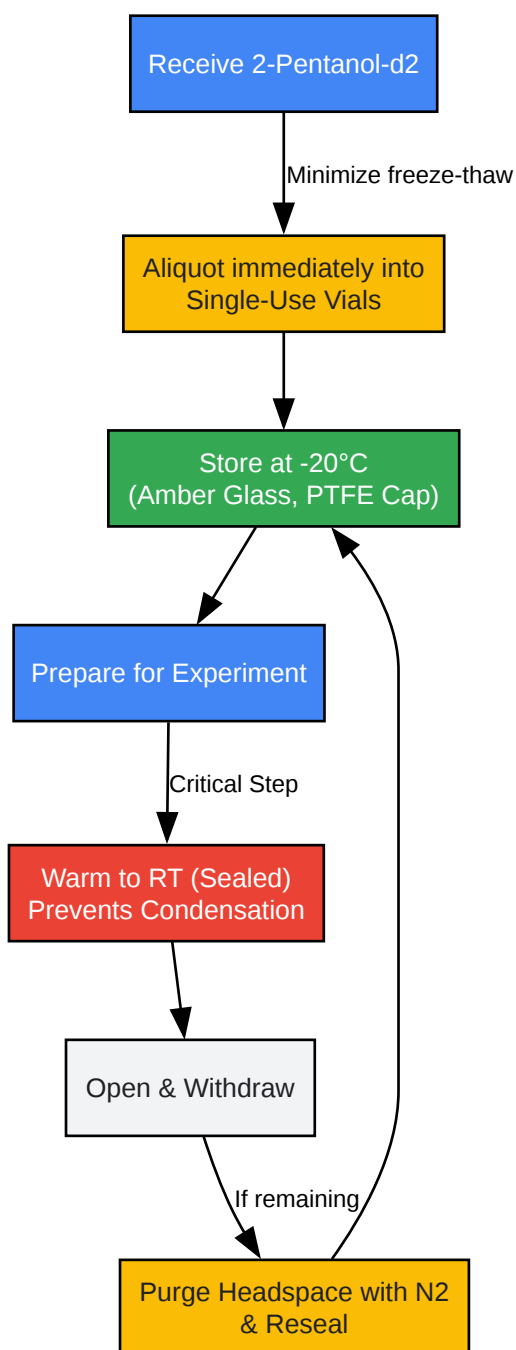 Receive 2-Pentanol-d2
Minimize freeze-thaw
Aliquot immediately into
Single-Use Vials
Store at -20°C
(Amber Glass, PTFE Cap)
Prepare for Experiment
Critical Step
Warm to RT (Sealed)
Prevents Condensation
Open & Withdraw
If remaining
Purge Headspace with N2
& Reseal